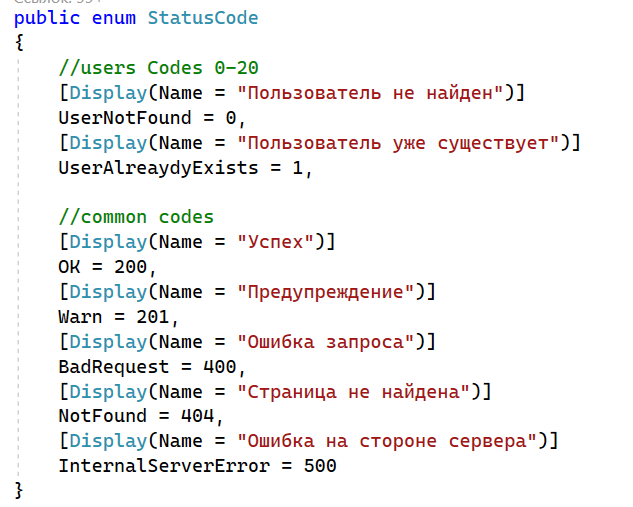 Ссылок: 99+
public enum StatusCode
{
//users Codes 0-20
[Display(Name = "Пользователь не найден")]
UserNotFound = 0,
[Display(Name = "Пользователь уже существует")]
UserAlreaydyExists = 1,
//common codes
[Display(Name = "Успех")]
OK = 200,
[Display(Name = "Предупреждение")]
Warn = 201,
[Display(Name = "Ошибка запроса")]
BadRequest = 400,
[Display(Name = "Страница не найдена")]
NotFound = 404,
[Display(Name = "Ошибка на стороне сервера")]
InternalServerError = 500
}